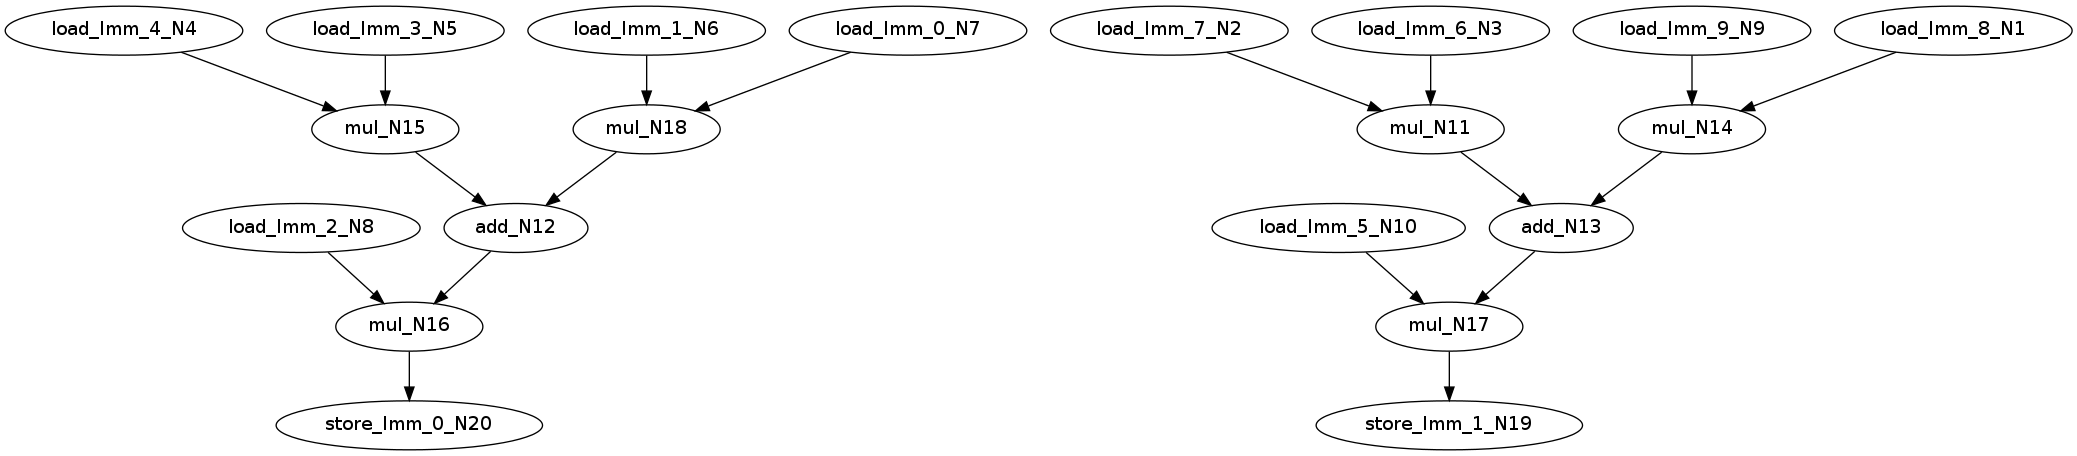 load_Imm_4_N4
load_Imm_3_N5
load_Imm_1_N6
load_Imm_0_N7
load_Imm_7_N2
load_Imm_6_N3
load_Imm_9_N9
load_Imm_8_N1
mul_N15
mul_N18
mul_N11
mul_N14
load_Imm_2_N8
add_N12
load_Imm_5_N10
add_N13
mul_N16
mul_N17
store_Imm_0_N20
store_Imm_1_N19